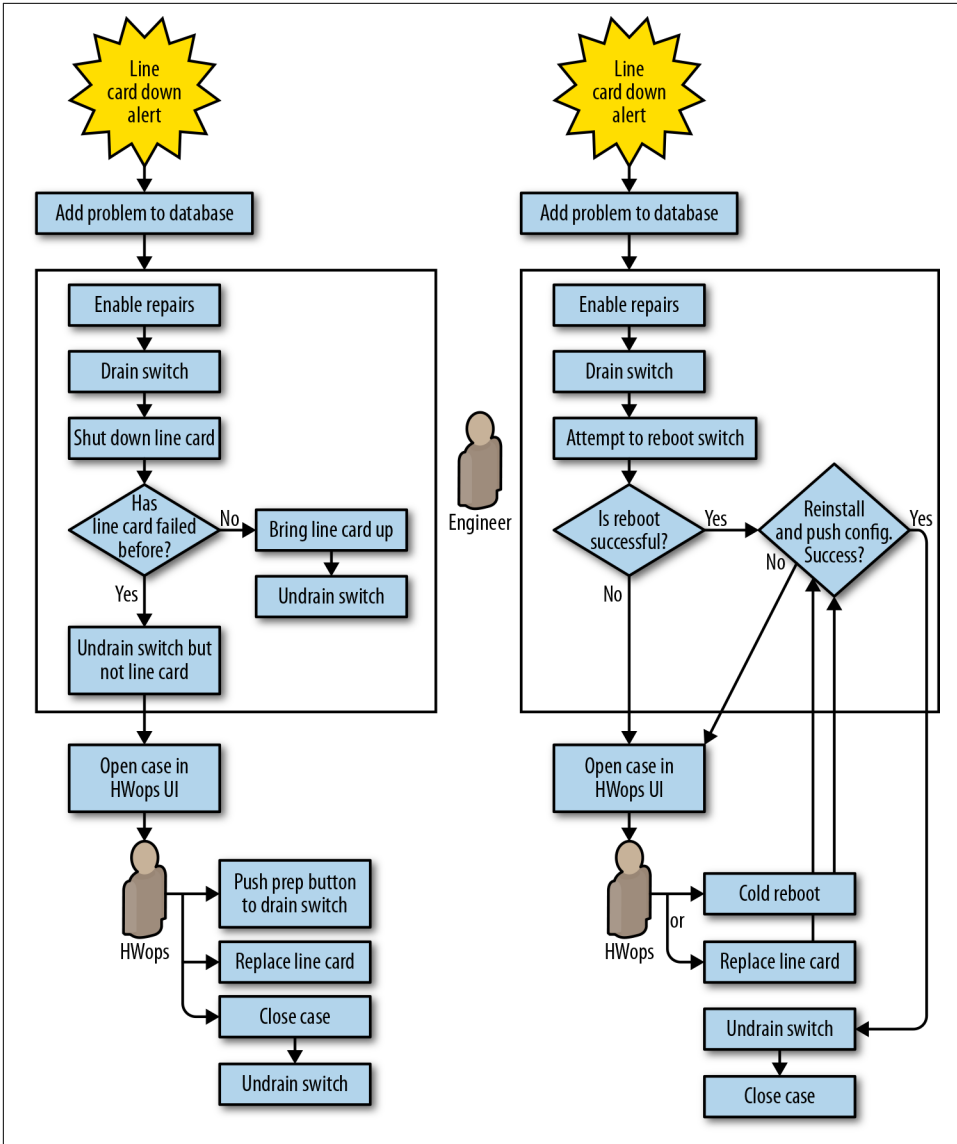 Line
card down
alert
Add problem to database
Enable repairs
Drain switch
Shut down line card
Has
line card failed
before?
No
Bring line card up
Undrain switch
Yes
Undrain switch but
not line card
Open case in
HWops UI
HWops
Push prep button
to drain switch
Replace line card
Close case
Undrain switch
Engineer
Line
card down
alert
Add problem to database
Enable repairs
Drain switch
Attempt to reboot switch
Is reboot
successful?
Yes
Reinstall
and push config.
Success?
Yes
No
No
Open case in
HWops UI
HWops
or
Cold reboot
Replace line card
Undrain switch
Close case